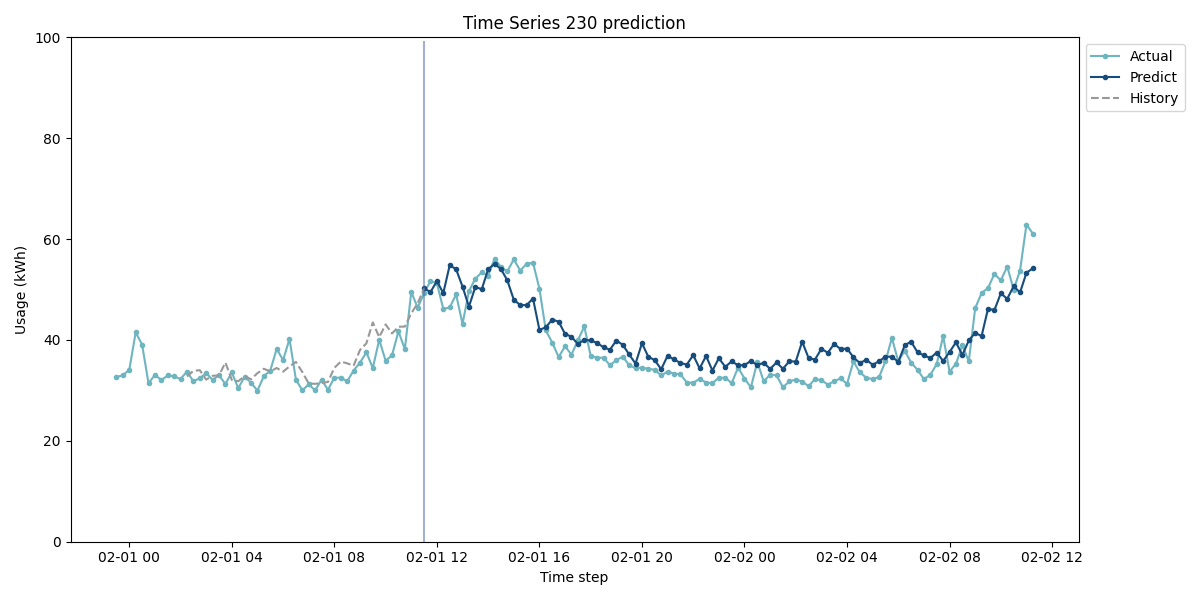 Time Series 230 prediction
Usage (kWh)
100
80
60
40
20
0
02-01 00
02-01 04
02-01 08
02-01 12
02-01 16
02-01 20
02-02 00
02-02 04
02-02 08
02-02 12
Time step
Actual
Predict
History